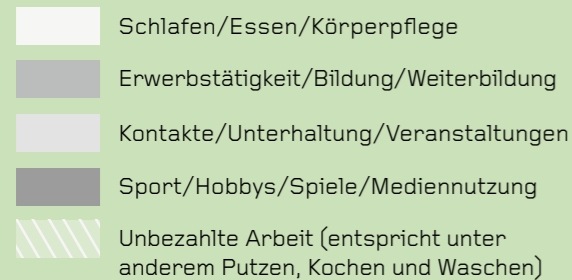 Schlafen/Essen/Körperpflege
Erwerbstätigkeit/Bildung/Weiterbildung
Kontakte/Unterhaltung/Veranstaltungen
Sport/Hobbys/Spiele/Mediennutzung
Unbezahlte Arbeit (entspricht unter
anderem Putzen, Kochen und Waschen)